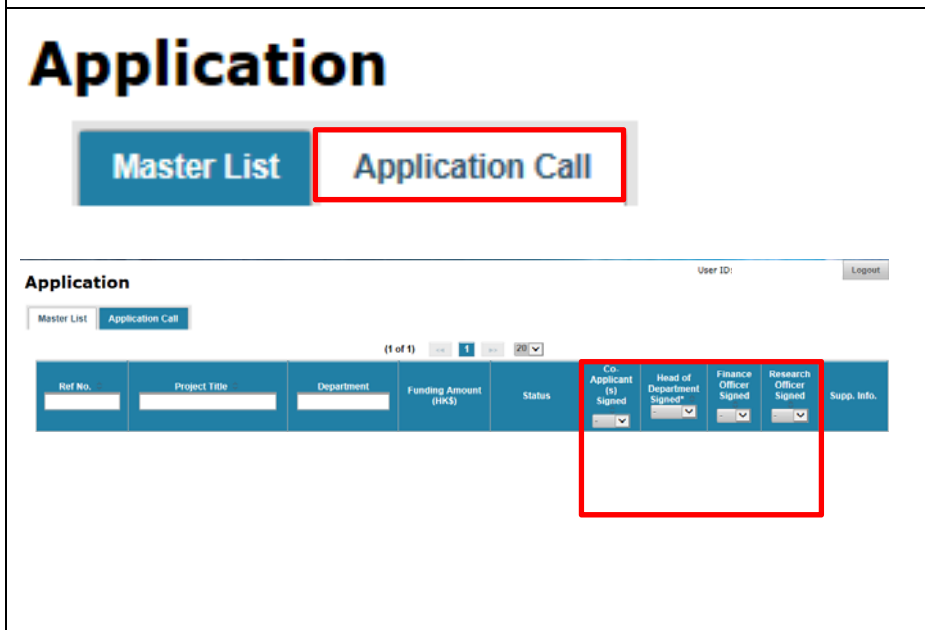 Application
Master List Application Call
User ID: Logout
Application
Master List Application Call
(1 of 1) 1 20
Ref No. Project Title Department Funding Amount (HK$) Status Co-Applicant (s) Signed Head of Department Signed* Finance Officer Signed Research Officer Signed Supp. Info.
- - - -